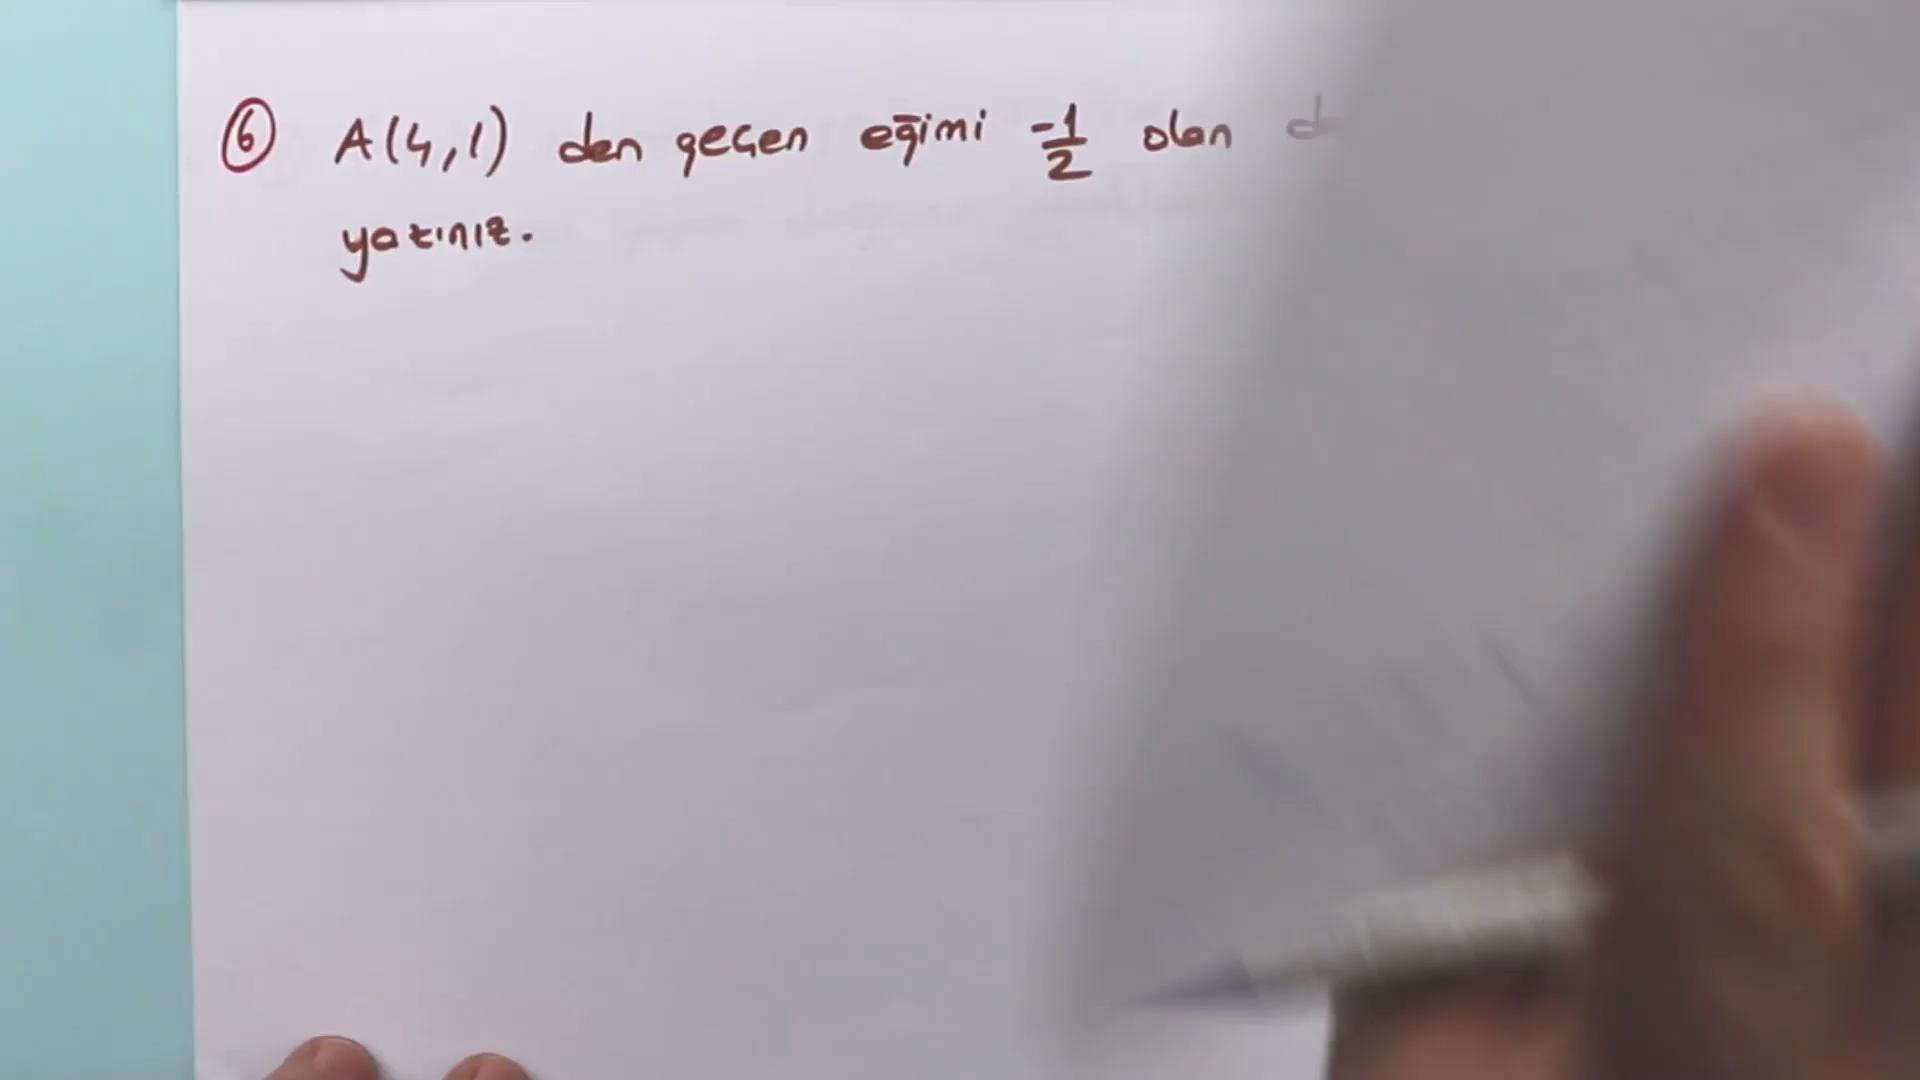 6 A(4,1) den geçen eğimi -1/2 olan
yazınız.